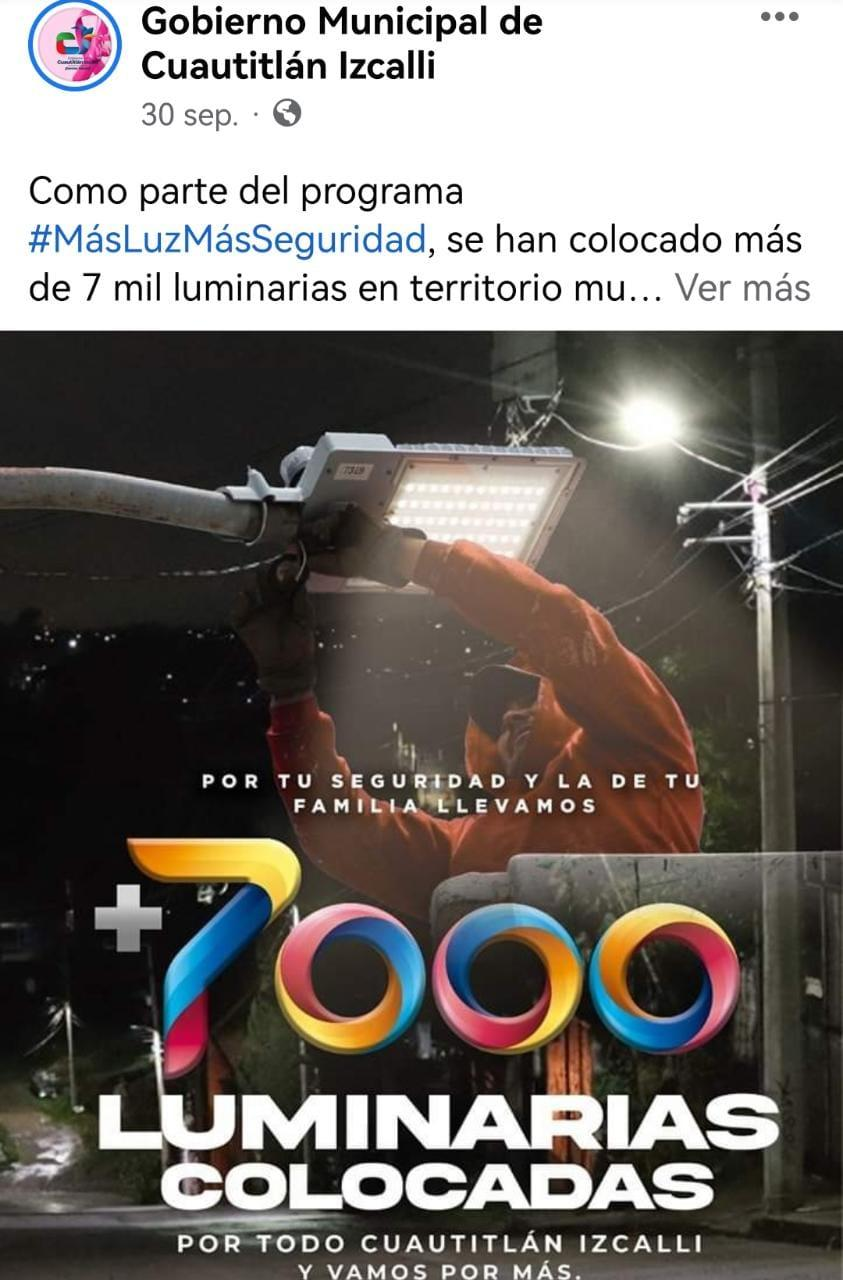 Gobierno Municipal de
Cuautitlán Izcalli
30 sep. ·
Como parte del programa
#MásLuzMásSeguridad, se han colocado más
de 7 mil luminarias en territorio mu... Ver más
POR TU SEGURIDAD Y LA DE TU
FAMILIA LLEVAMOS
+7000
LUMINARIAS
COLOCADAS
POR TODO CUAUTITLÁN IZCALLI
Y VAMOS POR MÁS.